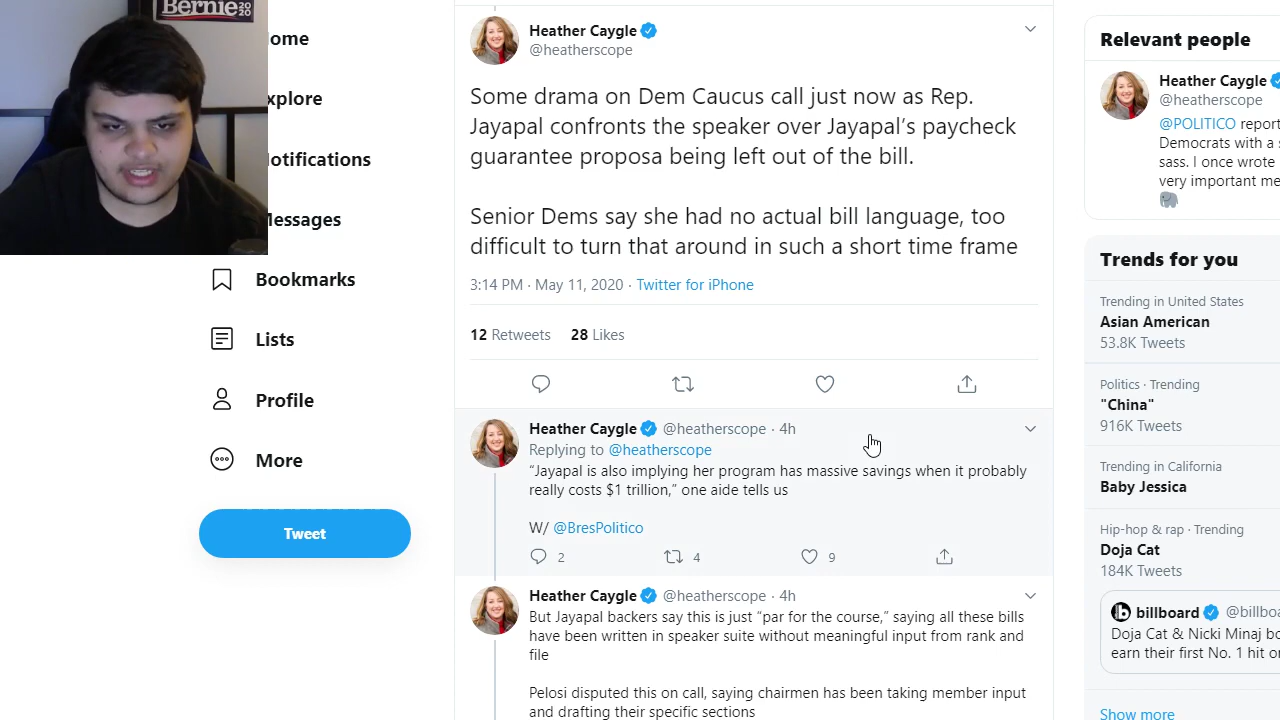 Bernie 2020
ome
xplore
otifications
essages
Bookmarks
Lists
Profile
More
Tweet
Heather Caygle
@heatherscope
Some drama on Dem Caucus call just now as Rep.
Jayapal confronts the speaker over Jayapal’s paycheck
guarantee proposa being left out of the bill.
Senior Dems say she had no actual bill language, too
difficult to turn that around in such a short time frame
3:14 PM · May 11, 2020 · Twitter for iPhone
12 Retweets 28 Likes
Heather Caygle @heatherscope · 4h
Replying to @heatherscope
“Jayapal is also implying her program has massive savings when it probably
really costs $1 trillion,” one aide tells us
W/ @BresPolitico
2 4 9
Heather Caygle @heatherscope · 4h
But Jayapal backers say this is just “par for the course,” saying all these bills
have been written in speaker suite without meaningful input from rank and
file
Pelosi disputed this on call, saying chairmen has been taking member input
and drafting their specific sections
Relevant people
Heather Caygle
@heatherscope
@POLITICO report
Democrats with a s
sass. I once wrote
very important me
Trends for you
Trending in United States
Asian American
53.8K Tweets
Politics · Trending
"China"
916K Tweets
Trending in California
Baby Jessica
Hip-hop & rap · Trending
Doja Cat
184K Tweets
billboard @billboa
Doja Cat & Nicki Minaj bo
earn their first No. 1 hit on
Show more